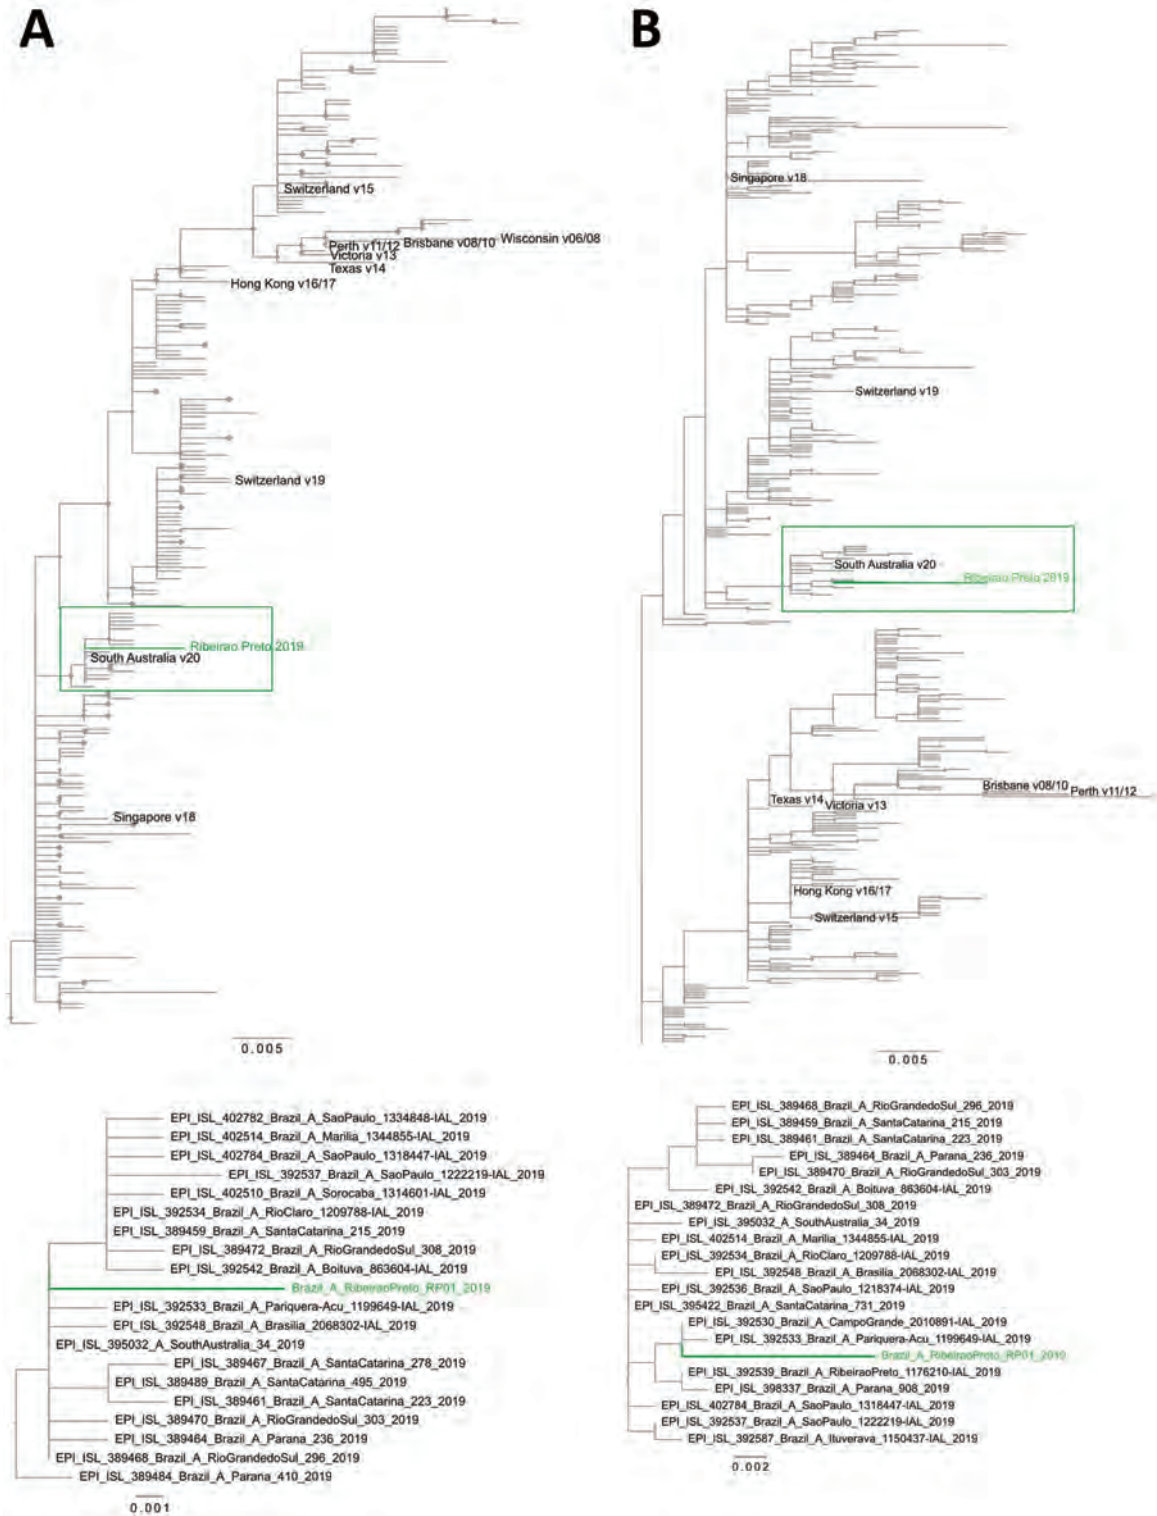 A
Switzerland v15
Wisconsin v06/08
Brisbane v08/10
Perth v11/12
Victoria v13
Texas v14
Hong Kong v16/17
Switzerland v19
Ribeirao Preto 2019
South Australia v20
Singapore v18
0.005
EPI_ISL_402782_Brazil_A_SaoPaulo_1334848-IAL_2019
EPI_ISL_402514_Brazil_A_Marilia_1344855-IAL_2019
EPI_ISL_402784_Brazil_A_SaoPaulo_1318447-IAL_2019
EPI_ISL_392537_Brazil_A_SaoPaulo_1222219-IAL_2019
EPI_ISL_402510_Brazil_A_Sorocaba_1314601-IAL_2019
EPI_ISL_392534_Brazil_A_RioClaro_1209788-IAL_2019
EPI_ISL_389459_Brazil_A_SantaCatarina_215_2019
EPI_ISL_389472_Brazil_A_RioGrandedoSul_308_2019
EPI_ISL_392542_Brazil_A_Boituva_863604-IAL_2019
Brazil_A_RibeiraoPreto_RP01_2019
EPI_ISL_392533_Brazil_A_Pariquera-Acu_1199649-IAL_2019
EPI_ISL_392548_Brazil_A_Brasilia_2068302-IAL_2019
EPI_ISL_395032_A_SouthAustralia_34_2019
EPI_ISL_389467_Brazil_A_SantaCatarina_278_2019
EPI_ISL_389489_Brazil_A_SantaCatarina_495_2019
EPI_ISL_389461_Brazil_A_SantaCatarina_223_2019
EPI_ISL_389470_Brazil_A_RioGrandedoSul_303_2019
EPI_ISL_389464_Brazil_A_Parana_236_2019
EPI_ISL_389468_Brazil_A_RioGrandedoSul_296_2019
EPI_ISL_389484_Brazil_A_Parana_410_2019
0.001
B
Singapore v18
Switzerland v19
South Australia v20
Ribeirao Preto 2019
Brisbane v08/10
Perth v11/12
Texas v14
Victoria v13
Hong Kong v16/17
Switzerland v15
0.005
EPI_ISL_389468_Brazil_A_RioGrandedoSul_296_2019
EPI_ISL_389459_Brazil_A_SantaCatarina_215_2019
EPI_ISL_389461_Brazil_A_SantaCatarina_223_2019
EPI_ISL_389464_Brazil_A_Parana_236_2019
EPI_ISL_389470_Brazil_A_RioGrandedoSul_303_2019
EPI_ISL_392542_Brazil_A_Boituva_863604-IAL_2019
EPI_ISL_389472_Brazil_A_RioGrandedoSul_308_2019
EPI_ISL_395032_A_SouthAustralia_34_2019
EPI_ISL_402514_Brazil_A_Marilia_1344855-IAL_2019
EPI_ISL_392534_Brazil_A_RioClaro_1209788-IAL_2019
EPI_ISL_392548_Brazil_A_Brasilia_2068302-IAL_2019
EPI_ISL_392536_Brazil_A_SaoPaulo_1218374-IAL_2019
EPI_ISL_395422_Brazil_A_SantaCatarina_731_2019
EPI_ISL_392530_Brazil_A_CampoGrande_2010891-IAL_2019
EPI_ISL_392533_Brazil_A_Pariquera-Acu_1199649-IAL_2019
Brazil_A_RibeiraoPreto_RP01_2019
EPI_ISL_392539_Brazil_A_RibeiraoPreto_1176210-IAL_2019
EPI_ISL_398337_Brazil_A_Parana_908_2019
EPI_ISL_402784_Brazil_A_SaoPaulo_1318447-IAL_2019
EPI_ISL_392537_Brazil_A_SaoPaulo_1222219-IAL_2019
EPI_ISL_392587_Brazil_A_Ituverava_1150437-IAL_2019
0.002